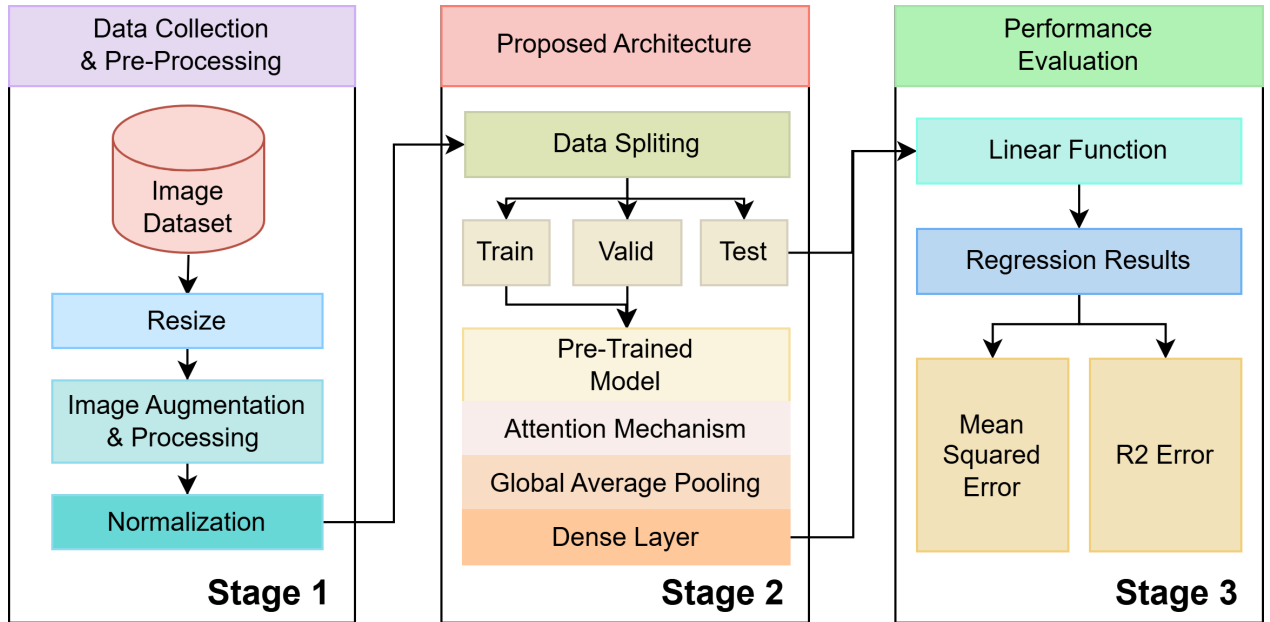 Data Collection
& Pre-Processing
Image
Dataset
Resize
Image Augmentation
& Processing
Normalization
Stage 1
Proposed Architecture
Data Spliting
Train
Valid
Test
Pre-Trained
Model
Attention Mechanism
Global Average Pooling
Dense Layer
Stage 2
Performance
Evaluation
Linear Function
Regression Results
Mean
Squared
Error
R2 Error
Stage 3